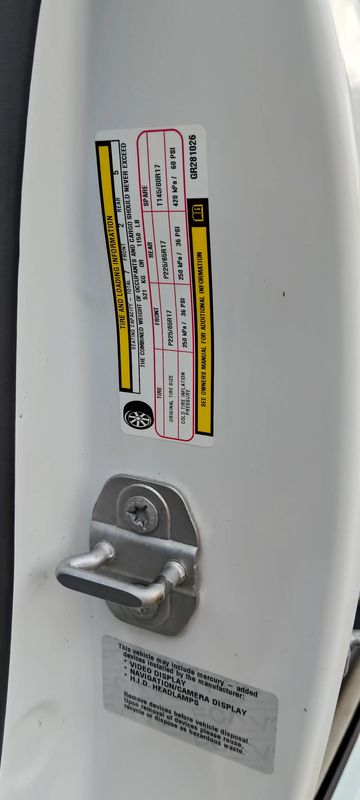 TIRE AND LOADING INFORMATION
SEATING CAPACITY - TOTAL 5 FRONT 2 REAR
THE COMBINED WEIGHT OF OCCUPANTS AND CARGO SHOULD NEVER EXCEED
521 KG OR 1150 LB
TIRE FRONT REAR SPARE
ORIGINAL TIRE SIZE P225/65R17 P225/65R17 T145/80R17
COLD TIRE INFLATION PRESSURE 250 kPa / 36 PSI 250 kPa / 36 PSI 420 kPa / 60 PSI
SEE OWNERS MANUAL FOR ADDITIONAL INFORMATION
GR281026
This vehicle may include mercury - added
devices installed by the manufacturer:
• VIDEO DISPLAY
• NAVIGATION/CAMERA DISPLAY
• H.I.D. HEADLAMPS
Remove devices before vehicle disposal.
Upon removal of devices please reuse,
recycle or dispose as hazardous waste.